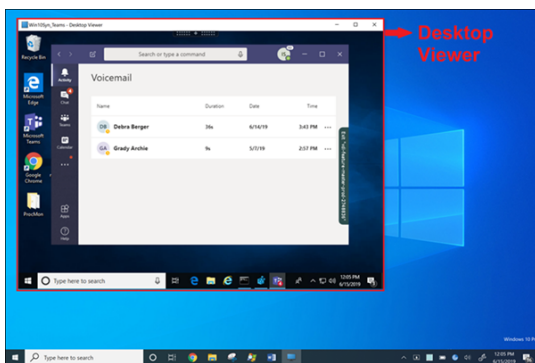 Win10Syn_Teams - Desktop Viewer
Desktop
Viewer
Recycle Bin
Search or type a command
Microsoft
Edge
Activity
Voicemail
Chat
Name Duration Date Time
Microsoft
Teams
Teams
DB Debra Berger 36s 6/14/19 3:43 PM
Calendar
GA Grady Archie 9s 5/7/19 2:57 PM
Google
Chrome
ProcMon
Apps
Help
Type here to search
12:05 PM
6/15/2019
Windows 10 P
Type here to search
12:05 PM
6/15/2019